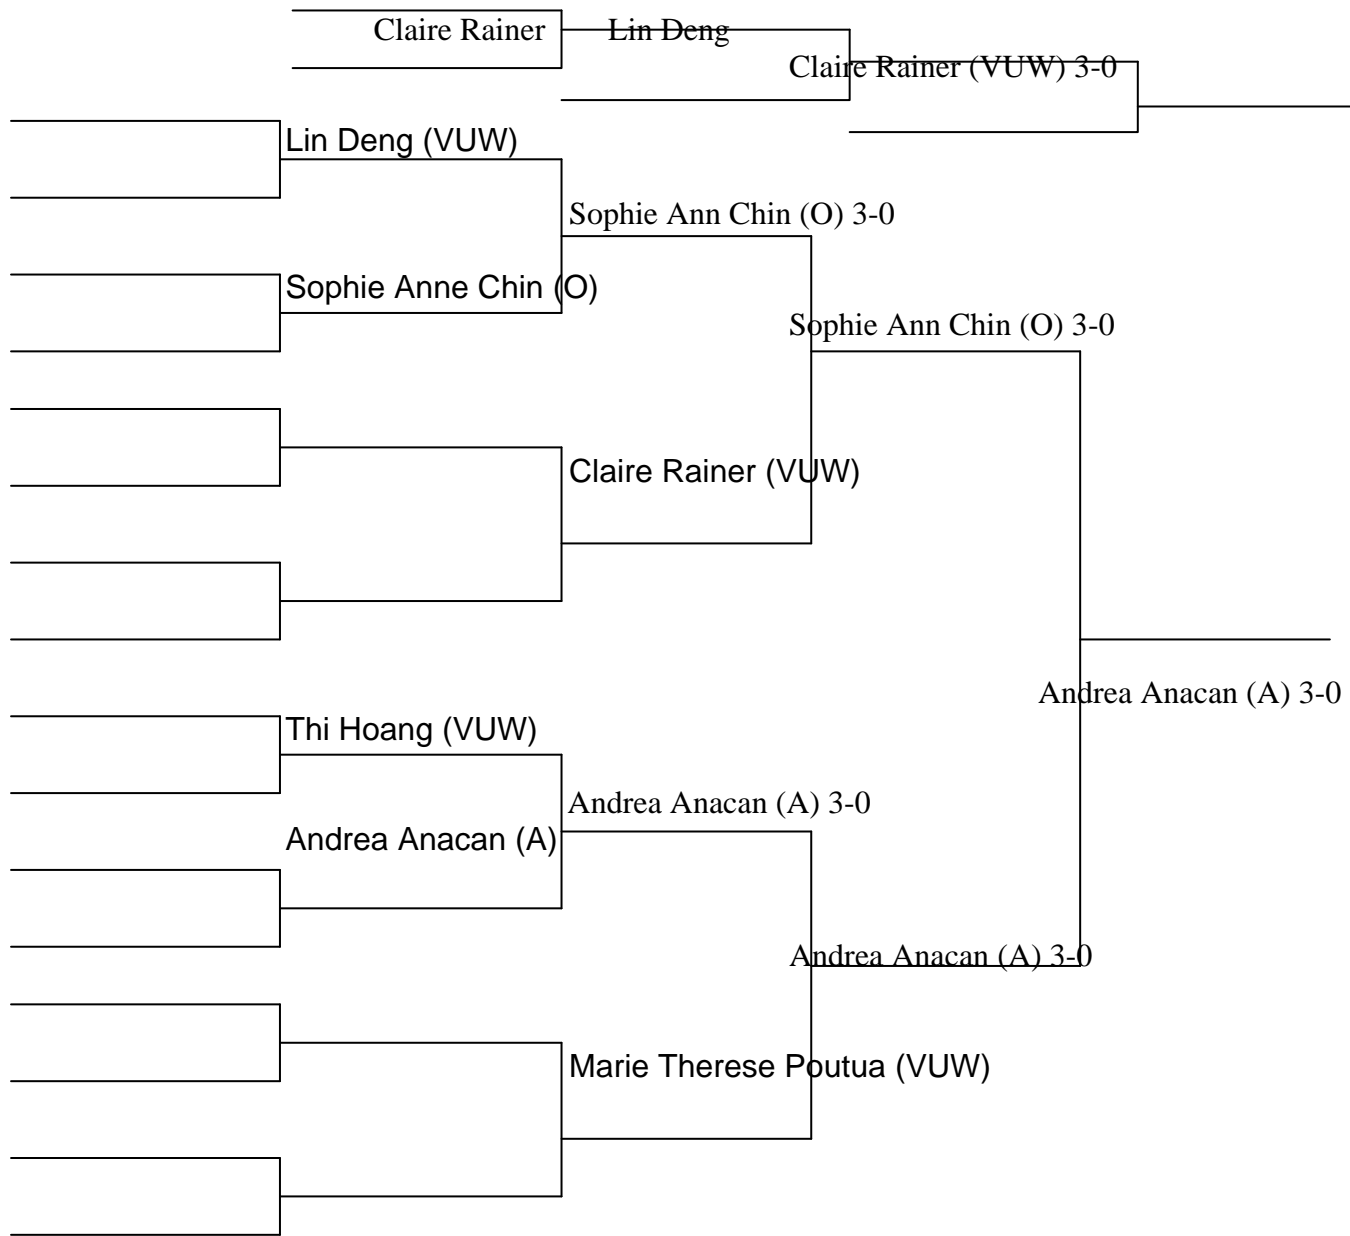 Claire Rainer
Lin Deng
Claire Rainer (VUW) 3-0
Lin Deng (VUW)
Sophie Ann Chin (O) 3-0
Sophie Anne Chin (O)
Sophie Ann Chin (O) 3-0
Claire Rainer (VUW)
Andrea Anacan (A) 3-0
Thi Hoang (VUW)
Andrea Anacan (A) 3-0
Andrea Anacan (A)
Andrea Anacan (A) 3-0
Marie Therese Poutua (VUW)